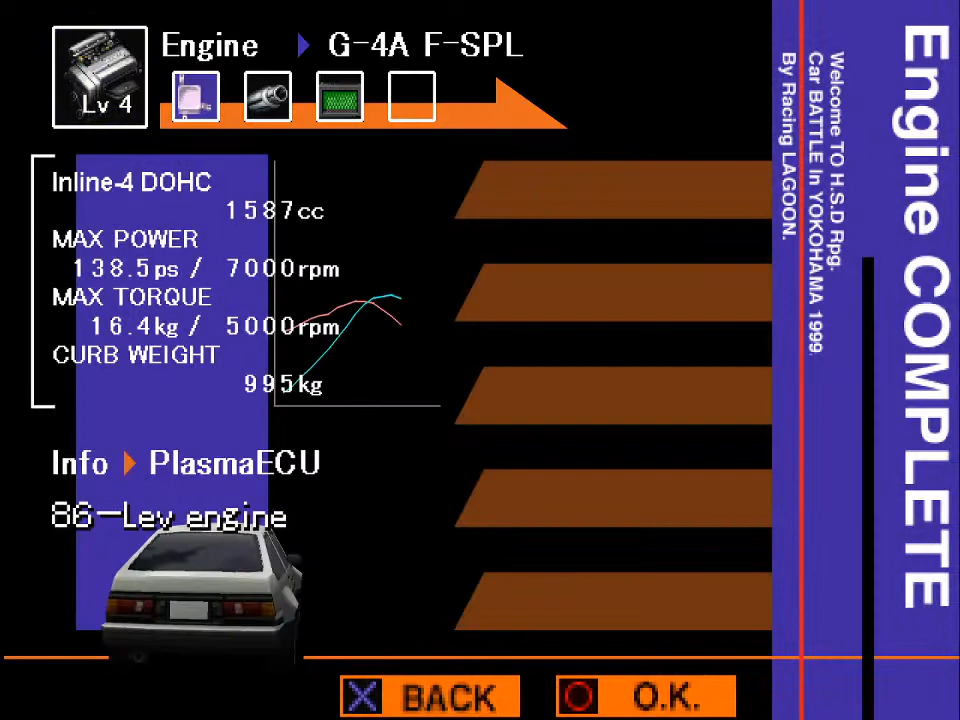 Engine G-4A F-SPL
Lv 4
Inline-4 DOHC
1587cc
MAX POWER
138.5ps / 7000rpm
MAX TORQUE
16.4kg / 5000rpm
CURB WEIGHT
995kg
Info PlasmaECU
86-Lev engine
X BACK
O O.K.
Engine COMPLETE
Welcome TO H.S.D Rpg.
Car BATTLE In YOKOHAMA 1999.
By Racing LAGOON.